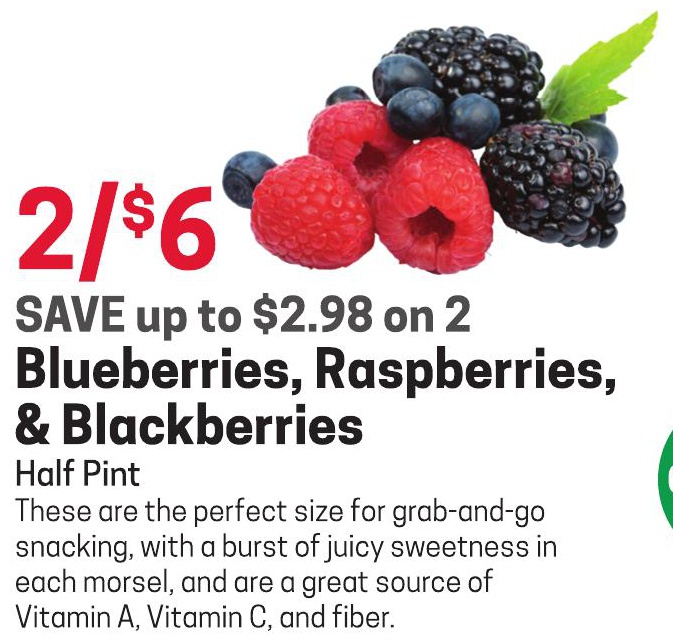 2/$6
SAVE up to $2.98 on 2
Blueberries, Raspberries,
& Blackberries
Half Pint
These are the perfect size for grab-and-go
snacking, with a burst of juicy sweetness in
each morsel, and are a great source of
Vitamin A, Vitamin C, and fiber.